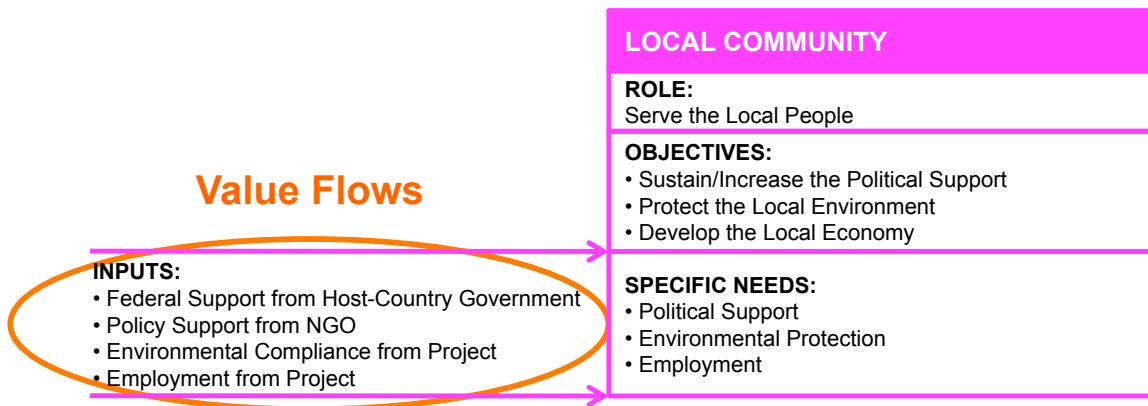 LOCAL COMMUNITY
ROLE:
Serve the Local People
OBJECTIVES:
• Sustain/Increase the Political Support
• Protect the Local Environment
• Develop the Local Economy
Value Flows
INPUTS:
• Federal Support from Host-Country Government
• Policy Support from NGO
• Environmental Compliance from Project
• Employment from Project
SPECIFIC NEEDS:
• Political Support
• Environmental Protection
• Employment